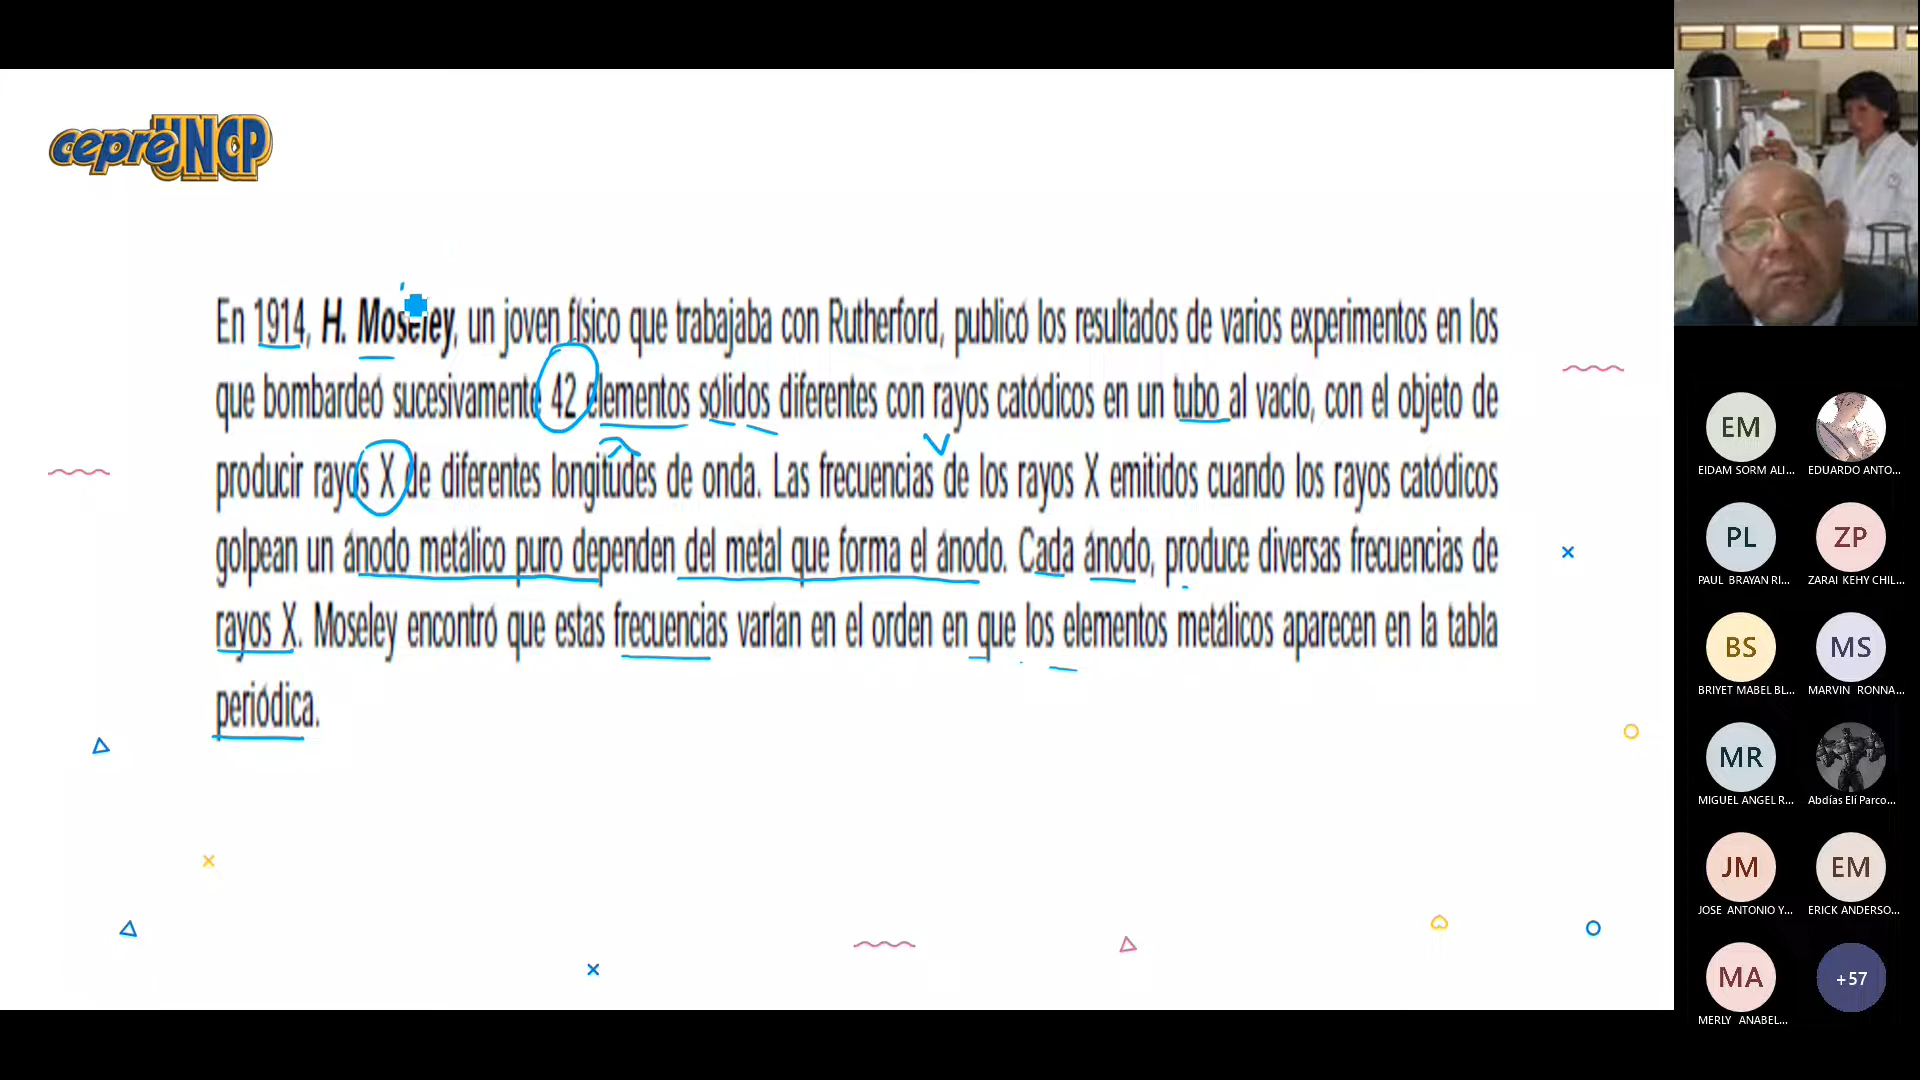 cepreUNCP
En 1914, H. Moseley, un joven físico que trabajaba con Rutherford, publicó los resultados de varios experimentos en los
que bombardeó sucesivamente 42 elementos sólidos diferentes con rayos catódicos en un tubo al vacío, con el objeto de
producir rayos X de diferentes longitudes de onda. Las frecuencias de los rayos X emitidos cuando los rayos catódicos
golpean un ánodo metálico puro dependen del metal que forma el ánodo. Cada ánodo, produce diversas frecuencias de
rayos X. Moseley encontró que estas frecuencias varían en el orden en que los elementos metálicos aparecen en la tabla
periódica.
EM
EIDAM SORM ALI...
EDUARDO ANTO...
PL
PAUL BRAYAN RI...
ZP
ZARAI KEHY CHIL...
BS
BRIYET MABEL BL...
MS
MARVIN RONNA...
MR
MIGUEL ANGEL R...
Abdías Elí Parco...
JM
JOSE ANTONIO Y...
EM
ERICK ANDERSO...
MA
MERLY ANABEL...
+57